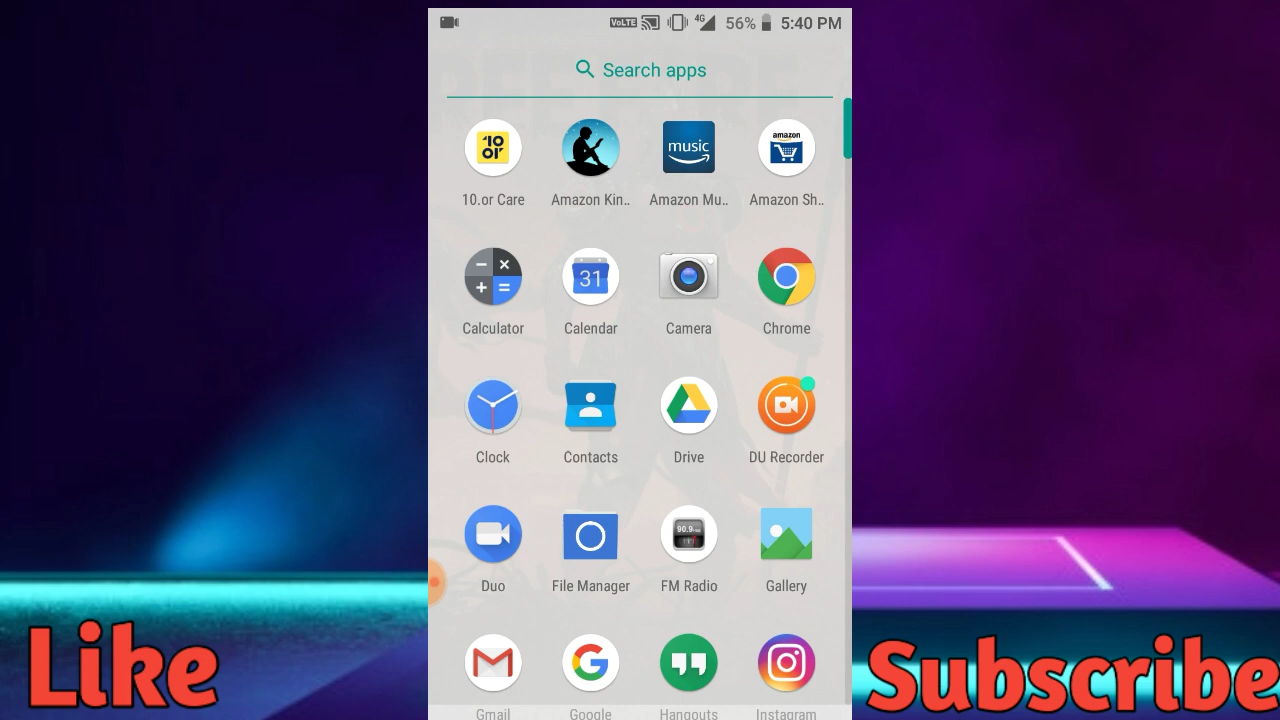 VoLTE 4G 56% 5:40 PM
Search apps
10 or music amazon
10.or Care Amazon Kin.. Amazon Mu.. Amazon Sh..
31
Calculator Calendar Camera Chrome
Clock Contacts Drive DU Recorder
90.9
Duo File Manager FM Radio Gallery
Gmail Google Hangouts Instagram
Like Subscribe